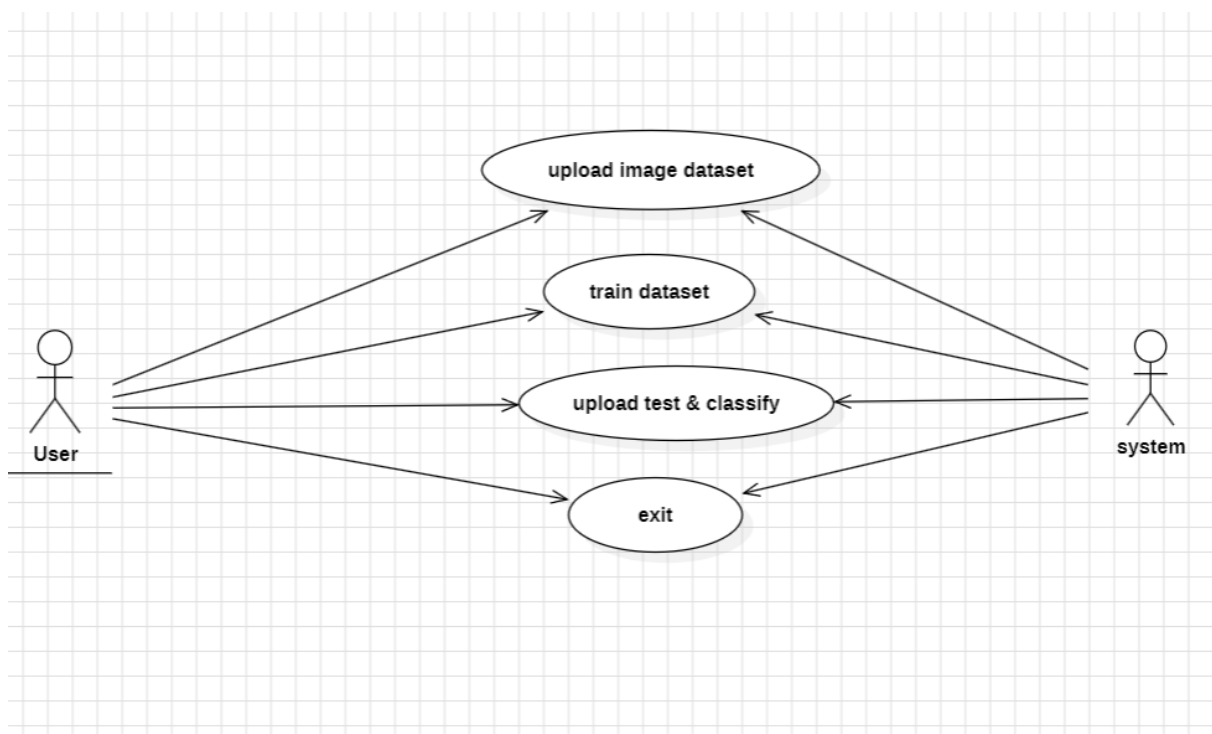 upload image dataset
train dataset
upload test & classify
User
system
exit